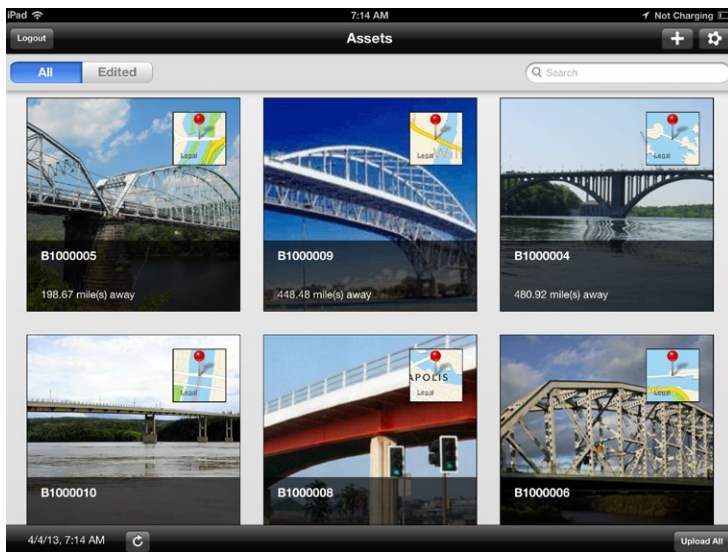 iPad 7:14 AM Not Charging
Logout Assets
All Edited Search
Legal Legal Legal
B1000005 B1000009 B1000004
198.67 mile(s) away 448.48 mile(s) away 480.92 mile(s) away
APOLIS
Legal Legal Legal
B1000010 B1000008 B1000006
4/4/13, 7:14 AM Upload All